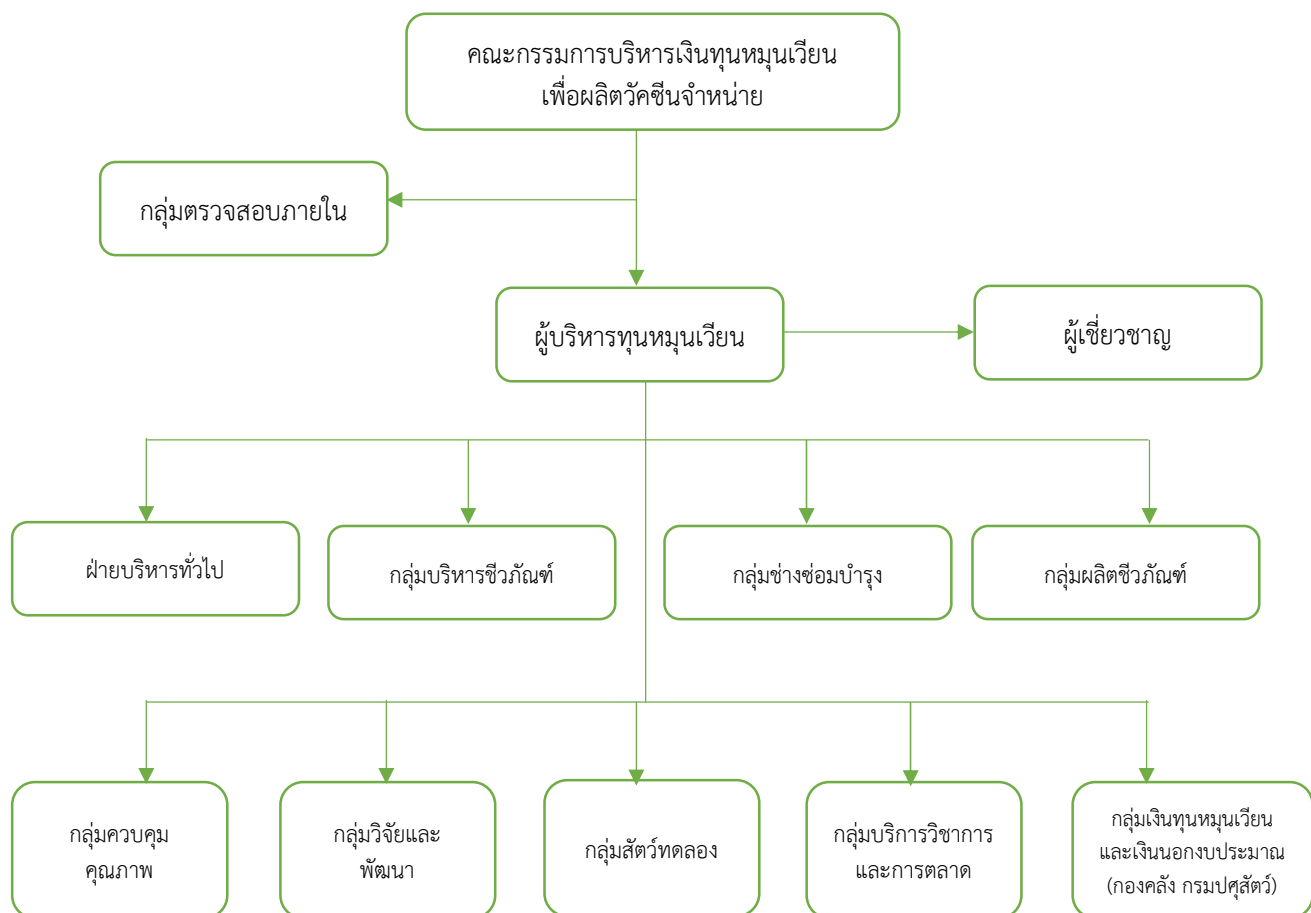 คณะกรรมการบริหารเงินทุนหมุนเวียน
เพื่อผลิตวัคซีนจำหน่าย
กลุ่มตรวจสอบภายใน
ผู้บริหารทุนหมุนเวียน
ผู้เชี่ยวชาญ
ฝ่ายบริหารทั่วไป
กลุ่มบริหารชีวภัณฑ์
กลุ่มช่างซ่อมบำรุง
กลุ่มผลิตชีวภัณฑ์
กลุ่มควบคุม
คุณภาพ
กลุ่มวิจัยและ
พัฒนา
กลุ่มสัตว์ทดลอง
กลุ่มบริการวิชาการ
และการตลาด
กลุ่มเงินทุนหมุนเวียน
และเงินนอกงบประมาณ
(กองคลัง กรมปศุสัตว์)